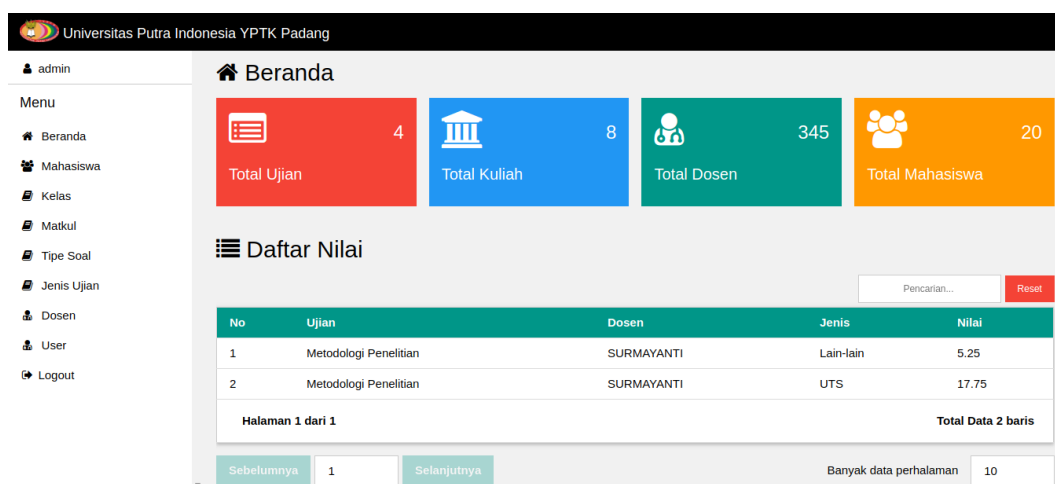 Universitas Putra Indonesia YPTK Padang
admin
Menu
Beranda
Mahasiswa
Kelas
Matkul
Tipe Soal
Jenis Ujian
Dosen
User
Logout
Beranda
4
Total Ujian
8
Total Kuliah
345
Total Dosen
20
Total Mahasiswa
Daftar Nilai
Pencarian... Reset
No Ujian Dosen Jenis Nilai
1 Metodologi Penelitian SURMAYANTI Lain-lain 5.25
2 Metodologi Penelitian SURMAYANTI UTS 17.75
Halaman 1 dari 1 Total Data 2 baris
Sebelumnya 1 Selanjutnya Banyak data perhalaman 10